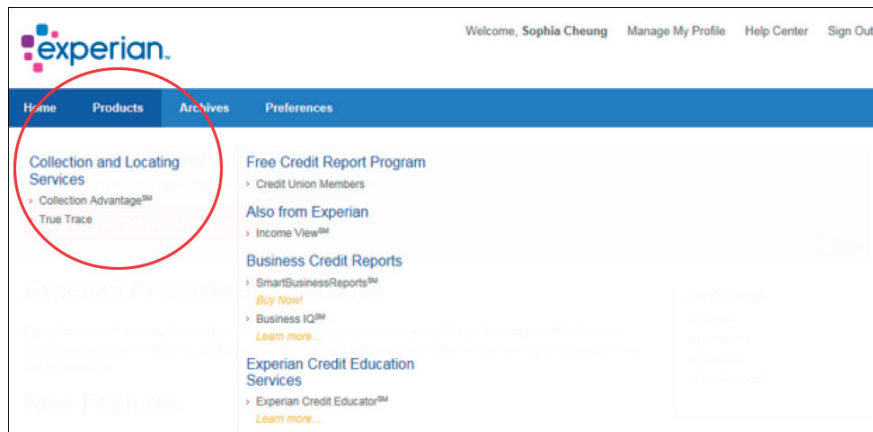 experian™
Welcome, Sophia Cheung Manage My Profile Help Center Sign Out
Home Products Archives Preferences
Collection and Locating
Services
› Collection Advantage℠
› True Trace
Free Credit Report Program
› Credit Union Members
Also from Experian
› Income View℠
Business Credit Reports
› SmartBusinessReports℠
Buy Now!
› Business IQ℠
Learn more...
Experian Credit Education
Services
› Experian Credit Educator℠
Learn more...
Experian Products
New Features